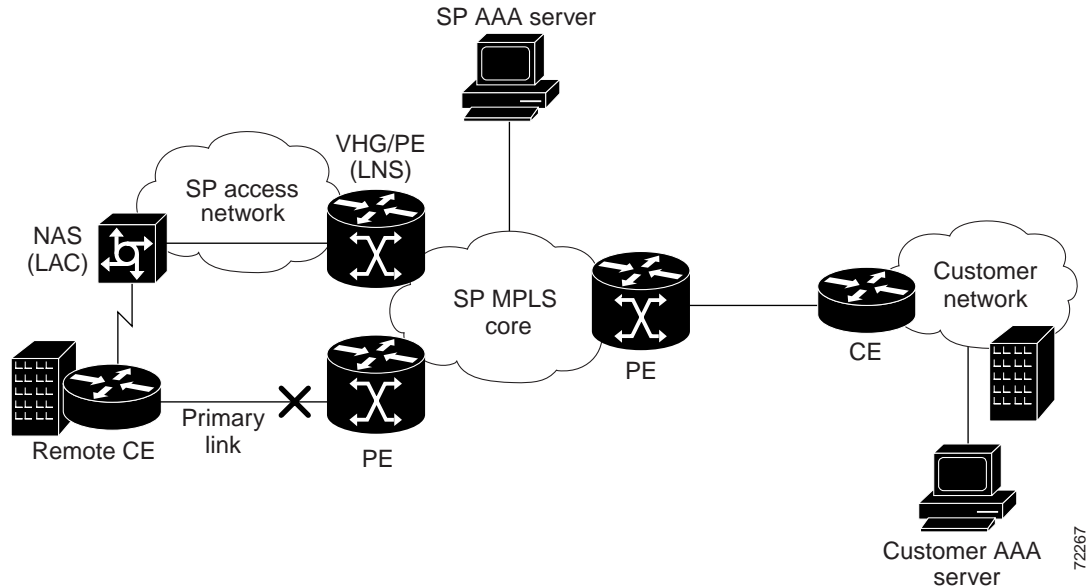 SP AAA server
VHG/PE
(LNS)
SP access
network
NAS
(LAC)
SP MPLS
core
Customer
network
PE
CE
Primary
link
Remote CE
PE
Customer AAA
server
72267